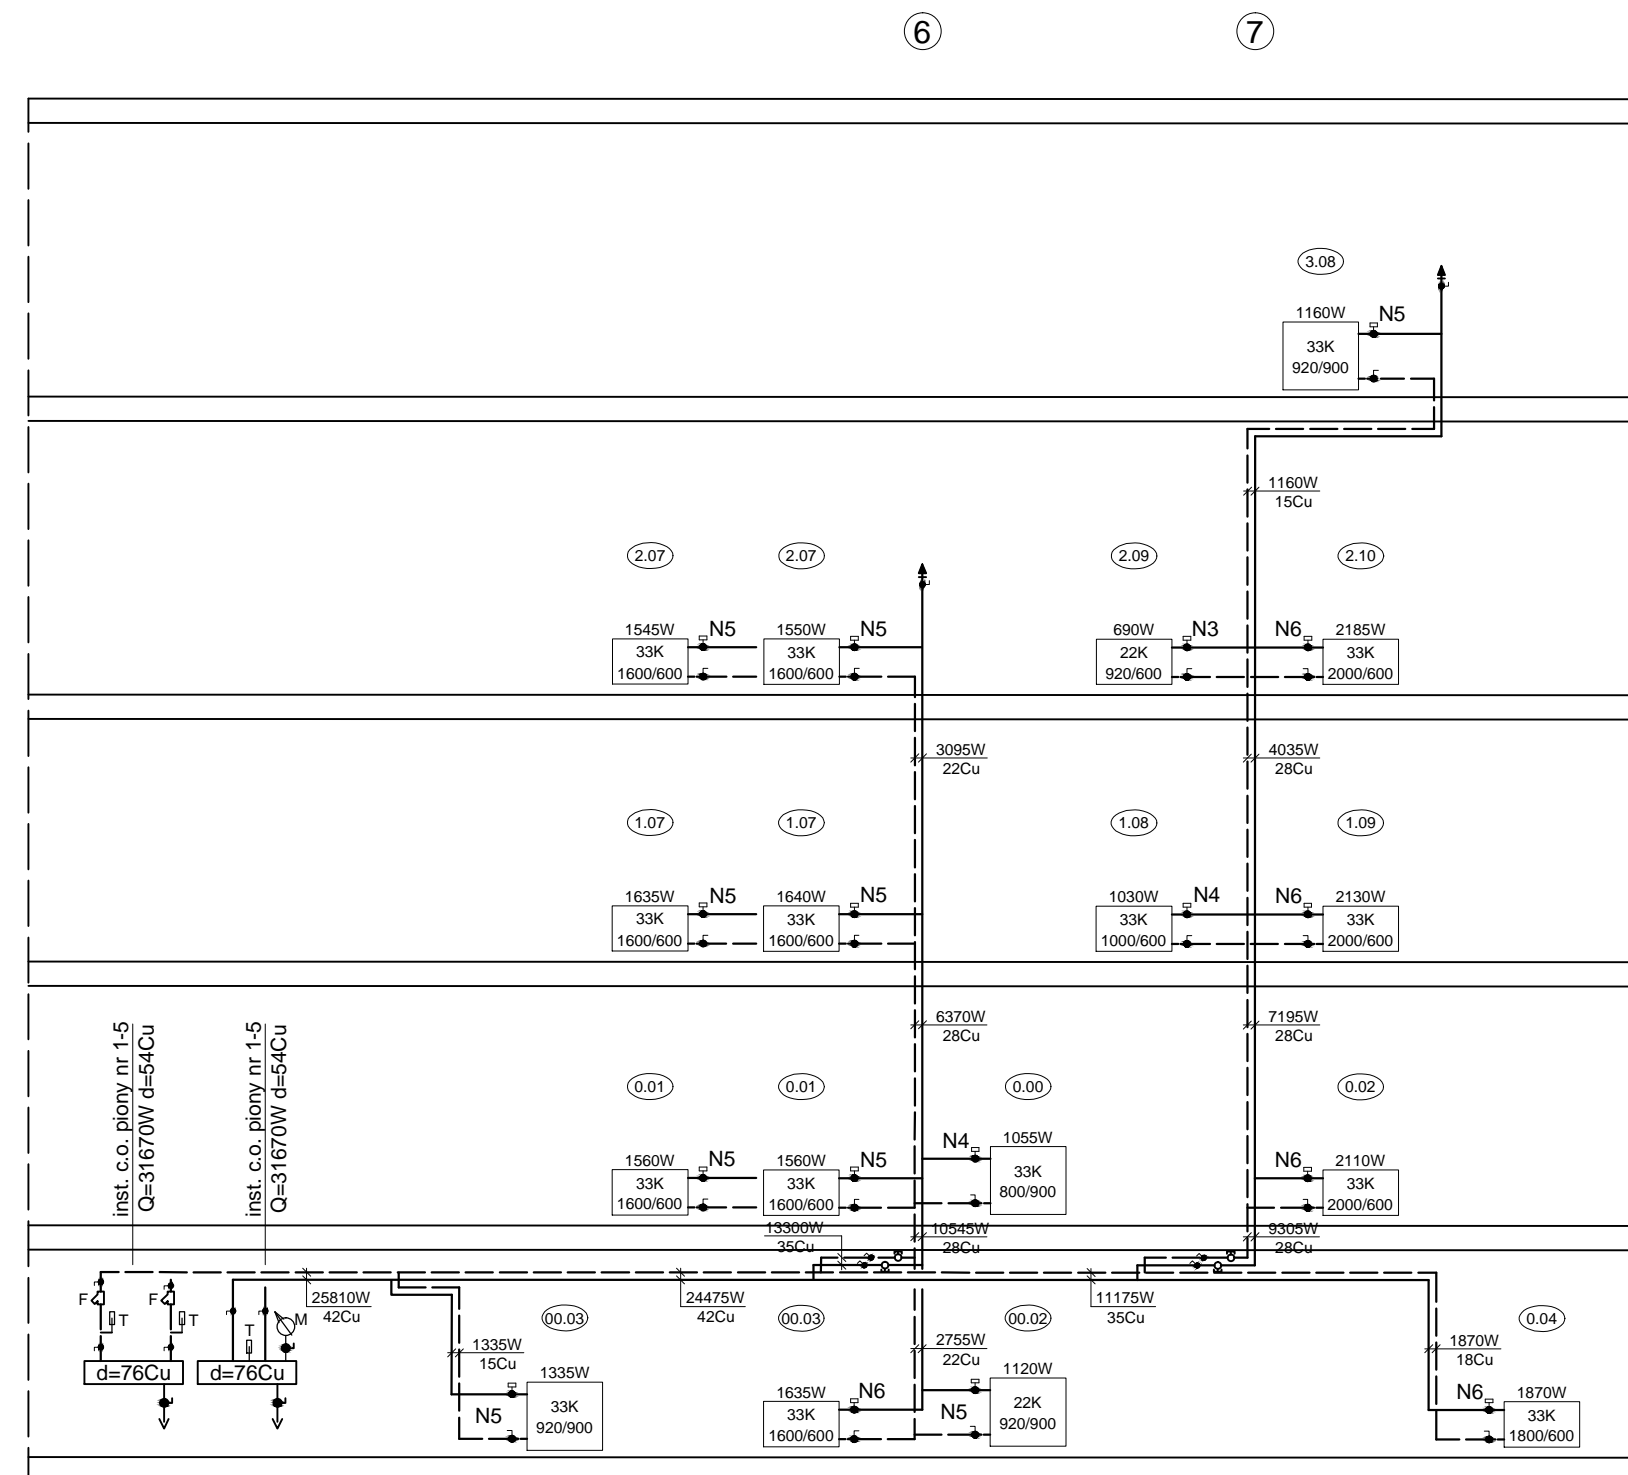 6
7
3.08
1160W
N5
33K
920/900
1160W
15Cu
2.07
2.07
2.09
2.10
1545W
N5
1550W
N5
690W
N3
N6
2185W
33K
33K
22K
33K
1600/600
1600/600
920/600
2000/600
3095W
22Cu
4035W
28Cu
1.07
1.07
1.08
1.09
1635W
N5
1640W
N5
1030W
N4
N6
2130W
33K
33K
33K
33K
1600/600
1600/600
1000/600
2000/600
6370W
28Cu
7195W
28Cu
inst. c.o. piony nr 1-5
Q=31670W d=54Cu
inst. c.o. piony nr 1-5
Q=31670W d=54Cu
0.01
0.01
0.00
0.02
1560W
N5
1560W
N5
N4
1055W
N6
2110W
33K
33K
33K
33K
1600/600
1600/600
800/900
2000/600
13300W
35Cu
10545W
28Cu
9305W
28Cu
F
T
F
T
T
M
d=76Cu
d=76Cu
25810W
42Cu
24475W
42Cu
11175W
35Cu
00.03
00.03
00.02
0.04
1335W
15Cu
2755W
22Cu
1870W
18Cu
1335W
N5
33K
920/900
1635W
N6
33K
1600/600
1120W
N5
22K
920/900
N6
1870W
33K
1800/600